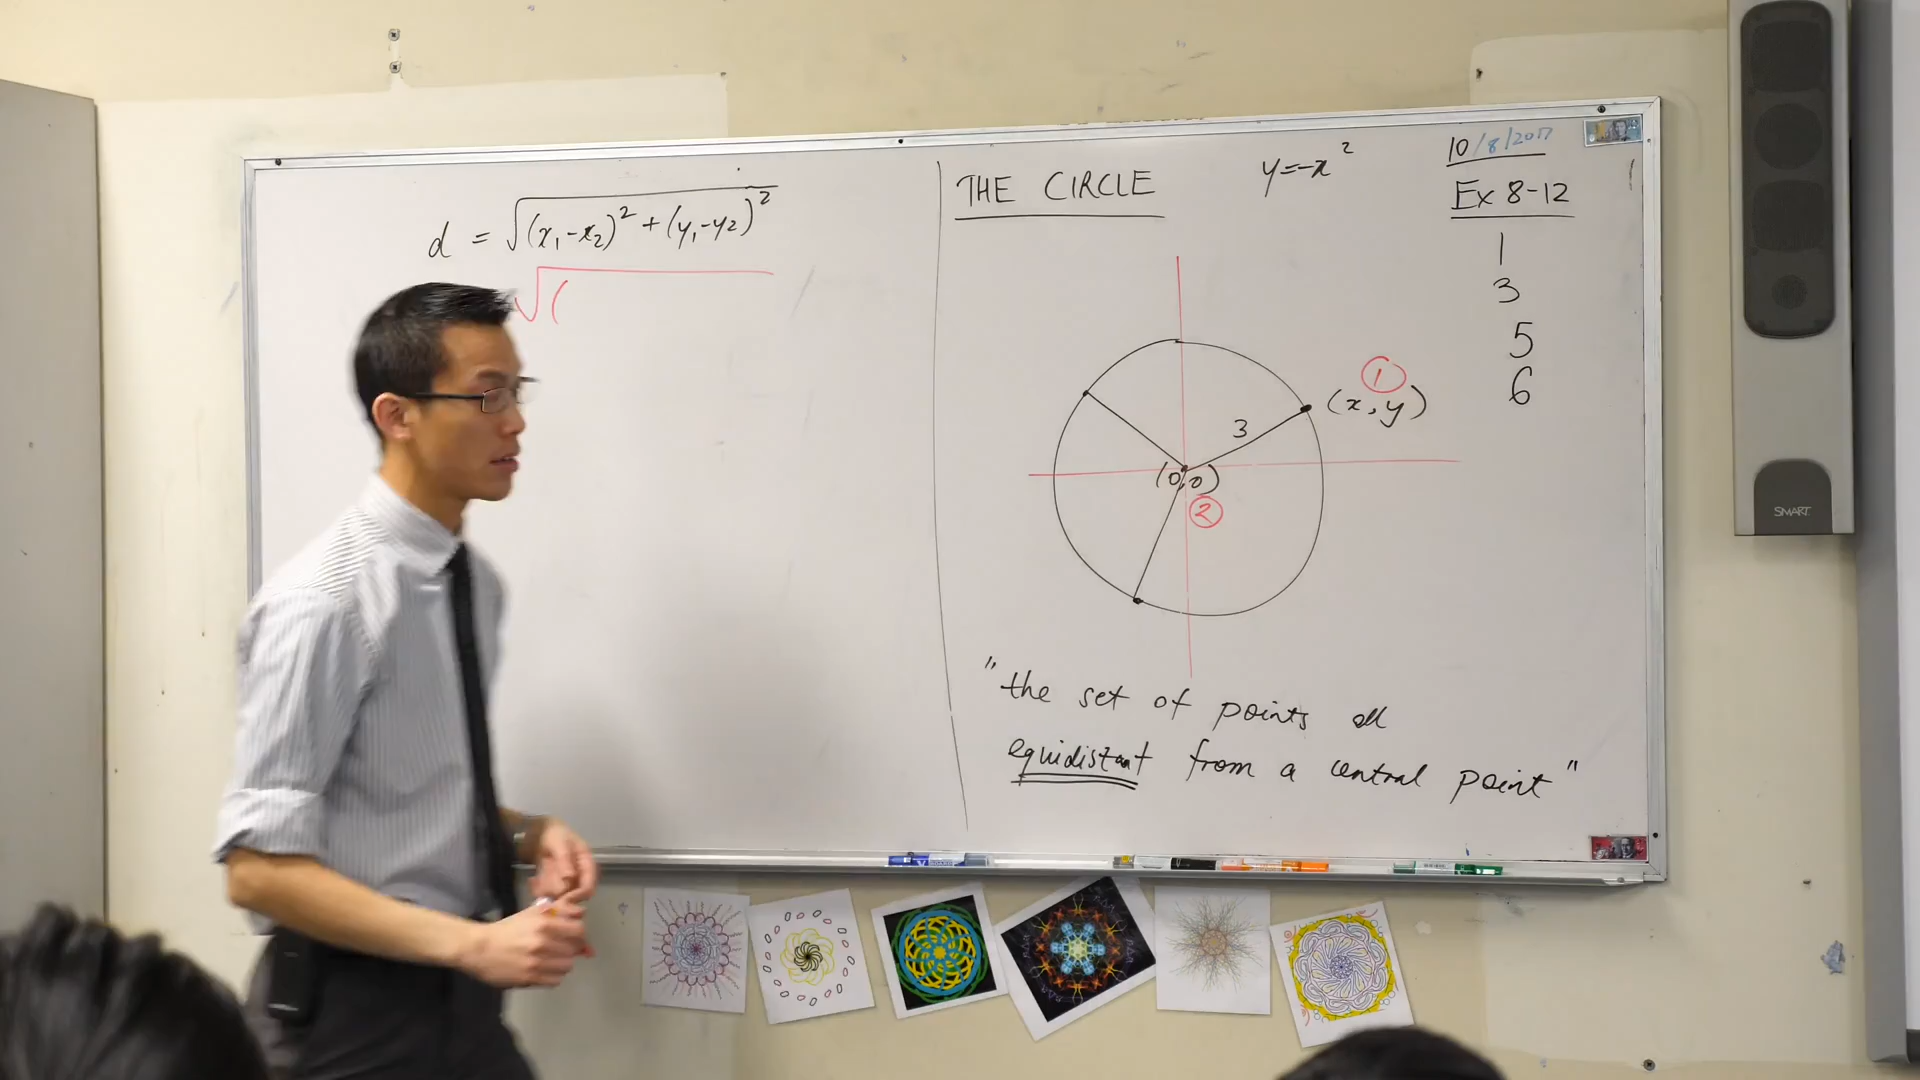 d = √(x₁-x₂)² + (y₁-y₂)²
√(
THE CIRCLE
y=-x²
10/8/2017
Ex 8-12
1
3
5
6
1
(x,y)
3
(0,0)
2
"the set of points all
equidistant from a central point"
SMART